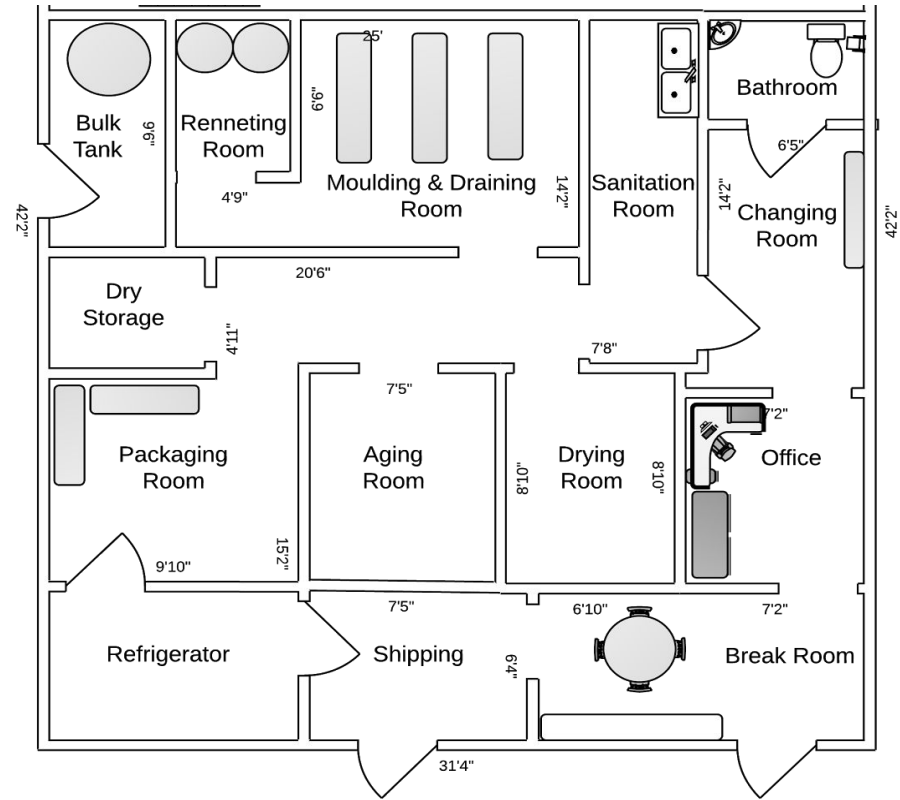 25'
Bulk
Tank
9'6"
Renneting
Room
4'9"
9'9"
Moulding & Draining
Room
14'2"
Sanitation
Room
Bathroom
6'5"
14'2"
Changing
Room
42'2"
42'2"
Dry
Storage
20'6"
4'11"
7'8"
7'5"
7'2"
Packaging
Room
Aging
Room
8'10"
Drying
Room
8'10"
Office
15'2"
9'10"
7'5"
6'10"
7'2"
Refrigerator
Shipping
6'4"
Break Room
31'4"